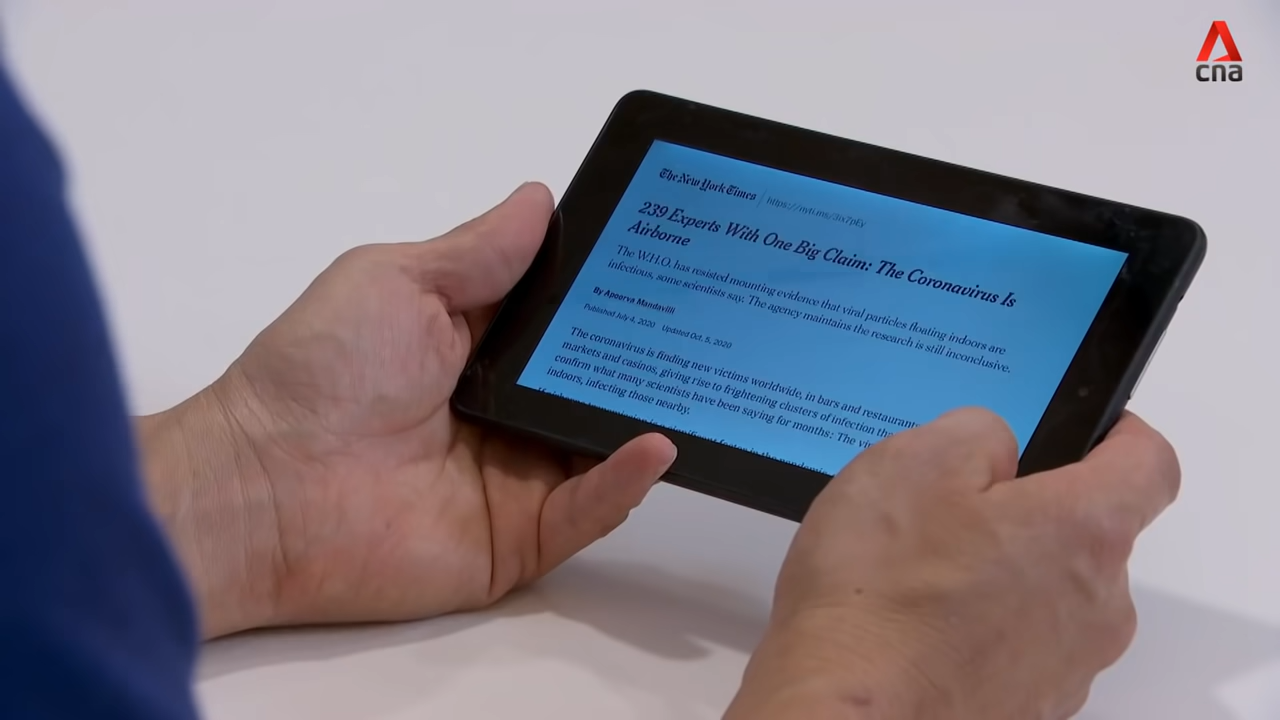 cna
The New York Times | https://nyti.ms/3ix7pEy
239 Experts With One Big Claim: The Coronavirus Is
Airborne
The W.H.O. has resisted mounting evidence that viral particles floating indoors are
infectious, some scientists say. The agency maintains the research is still inconclusive.
By Apoorva Mandavilli
Published July 4, 2020 Updated Oct. 5, 2020
The coronavirus is finding new victims worldwide, in bars and restaurants,
markets and casinos, giving rise to frightening clusters of infection
confirm what many scientists have been saying for months: The
indoors, infecting those nearby.